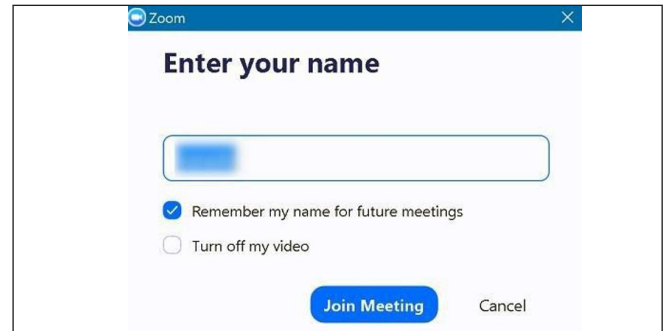 Zoom
Enter your name
Remember my name for future meetings
Turn off my video
Join Meeting Cancel